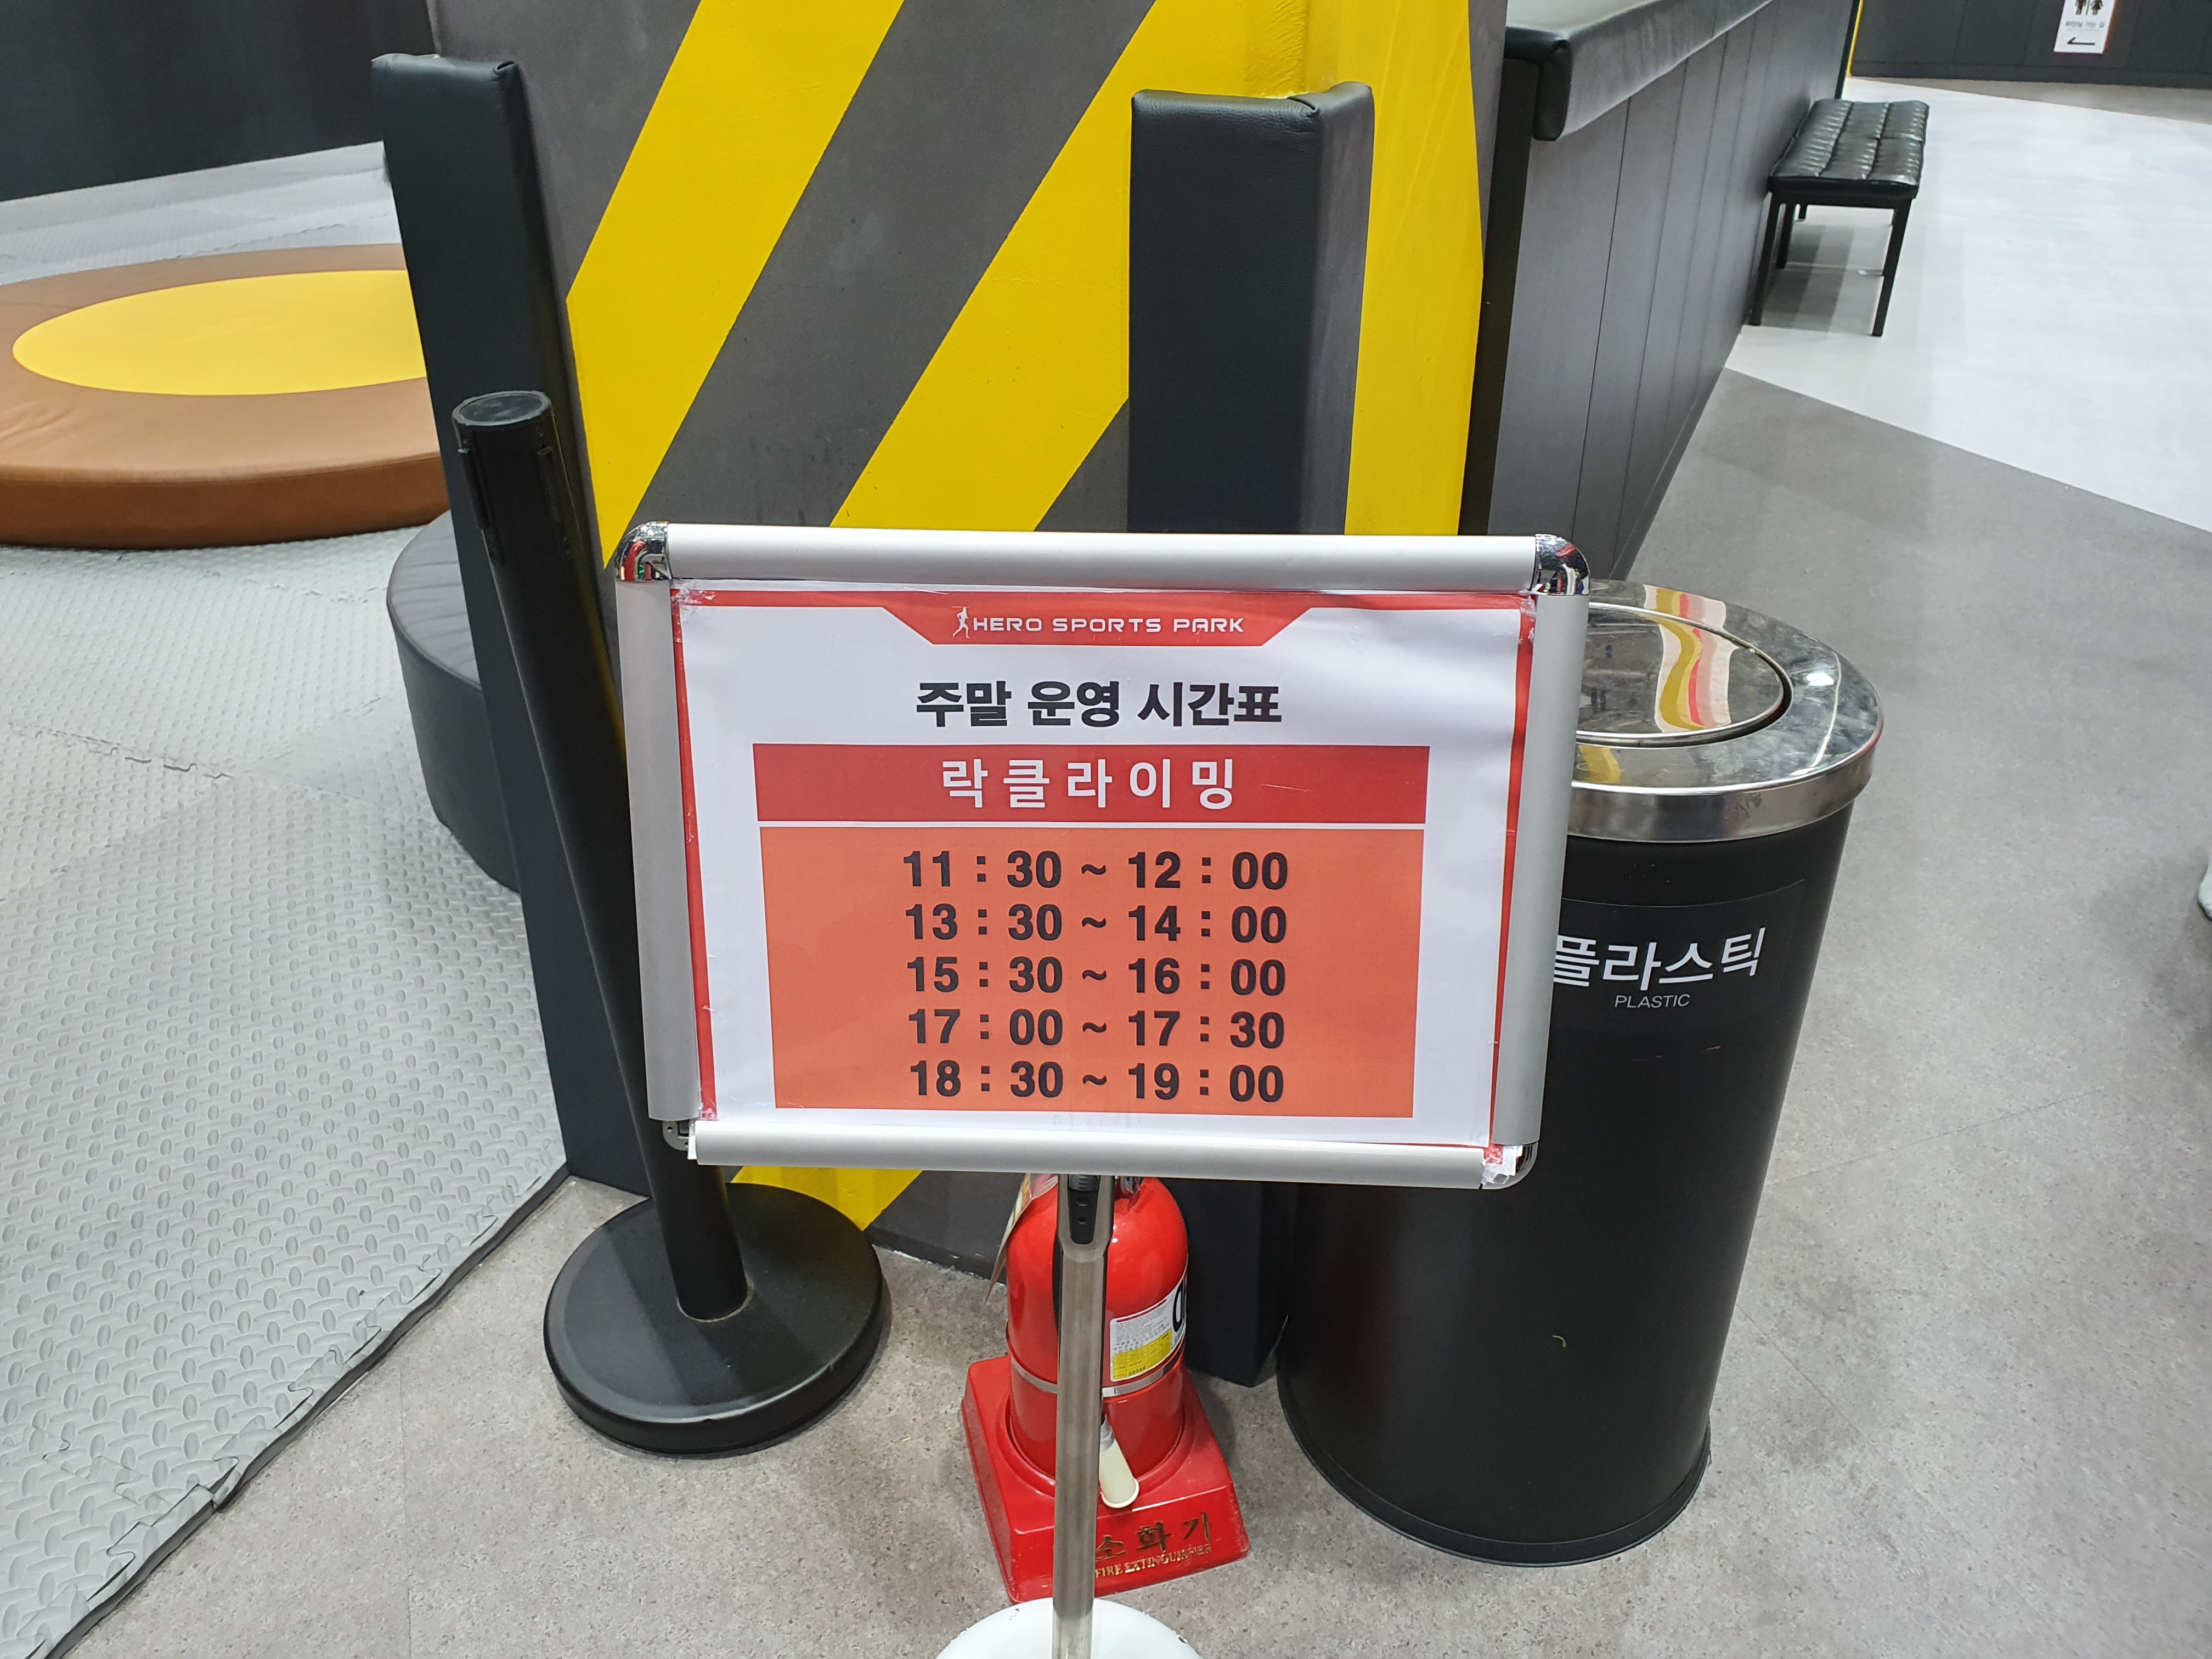 HERO SPORTS PARK
주말 운영 시간표
락클라이밍
11 : 30 ~ 12 : 00
13 : 30 ~ 14 : 00
15 : 30 ~ 16 : 00
17 : 00 ~ 17 : 30
18 : 30 ~ 19 : 00
플라스틱
PLASTIC
소화기
FIRE EXTINGUISHER